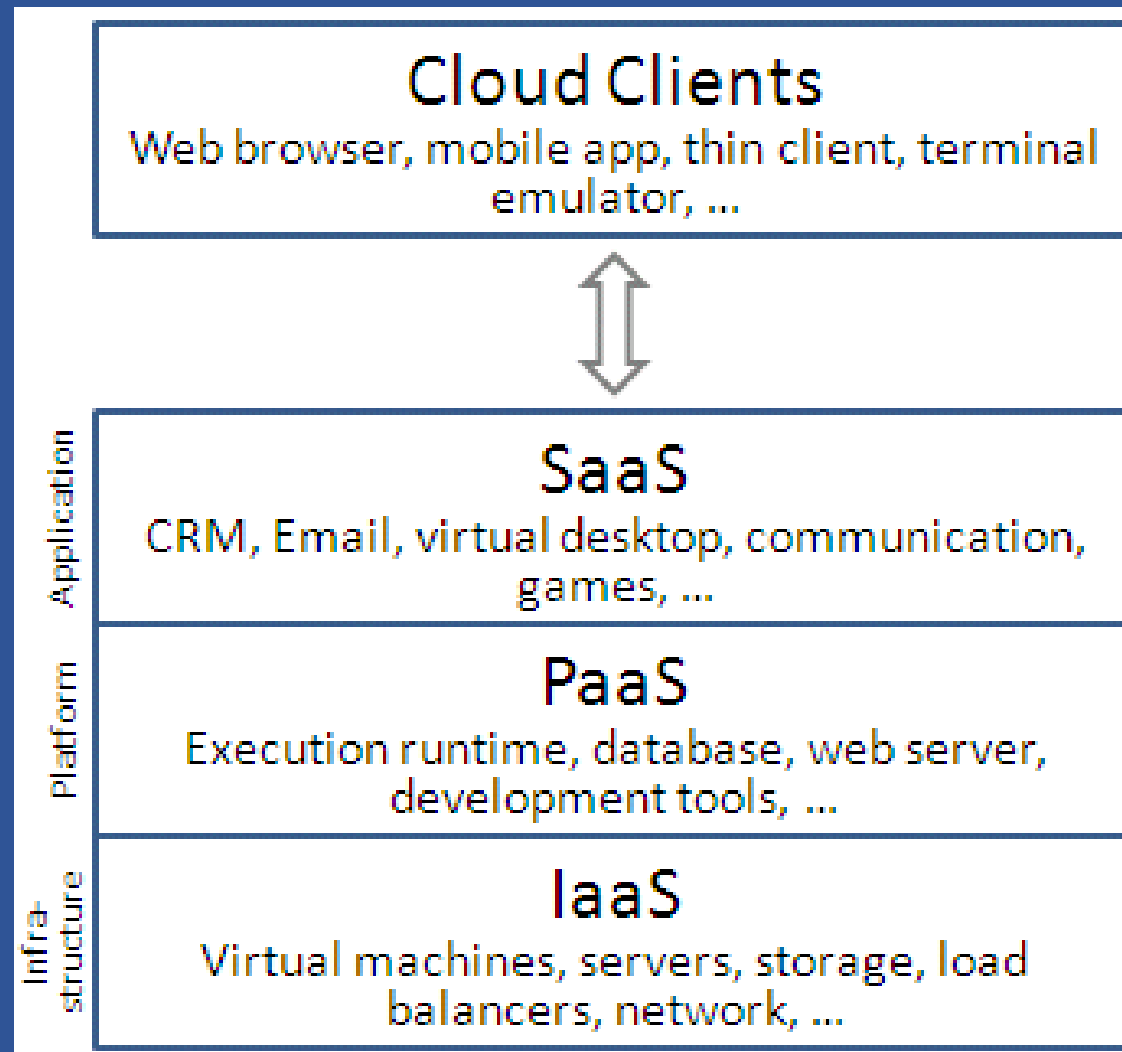 Cloud Clients
Web browser, mobile app, thin client, terminal
emulator, ...
Application
SaaS
CRM, Email, virtual desktop, communication,
games, ...
Platform
PaaS
Execution runtime, database, web server,
development tools, ...
Infra-
structure
IaaS
Virtual machines, servers, storage, load
balancers, network, ...